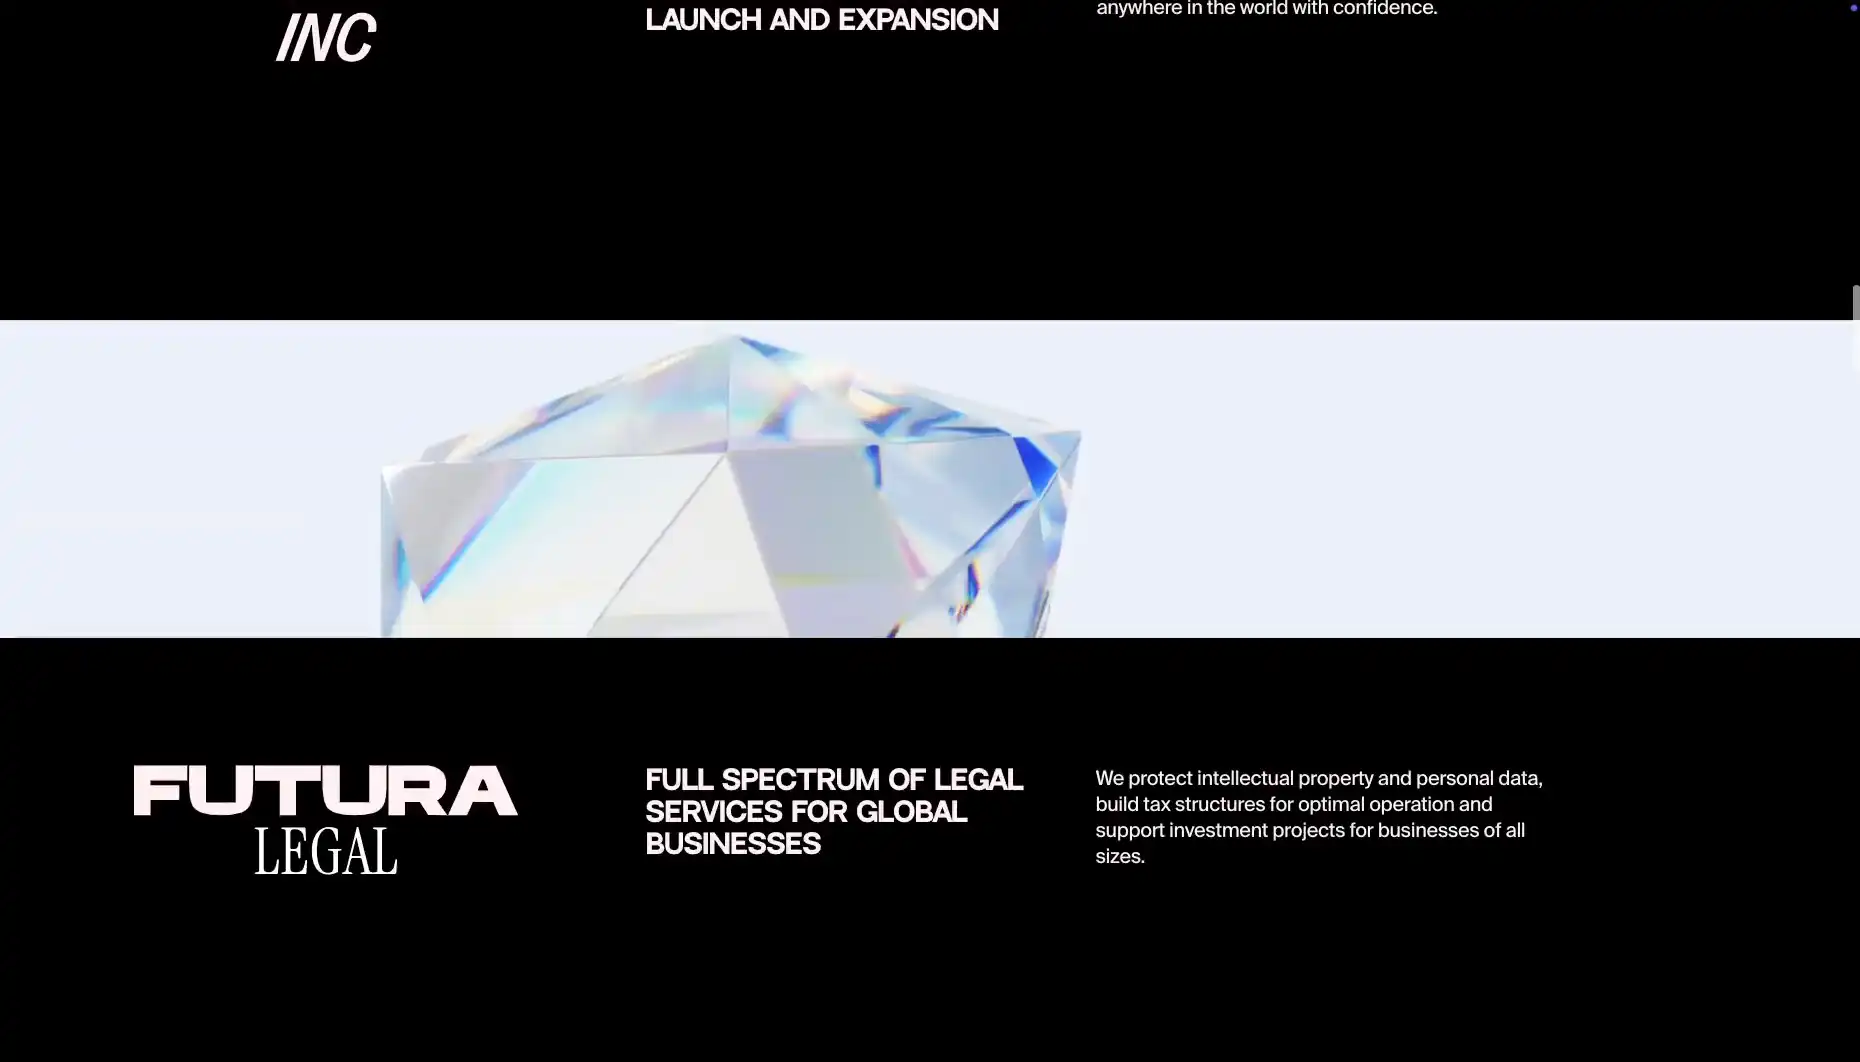 INC
LAUNCH AND EXPANSION
anywhere in the world with confidence.
FUTURA
LEGAL
FULL SPECTRUM OF LEGAL
SERVICES FOR GLOBAL
BUSINESSES
We protect intellectual property and personal data,
build tax structures for optimal operation and
support investment projects for businesses of all
sizes.